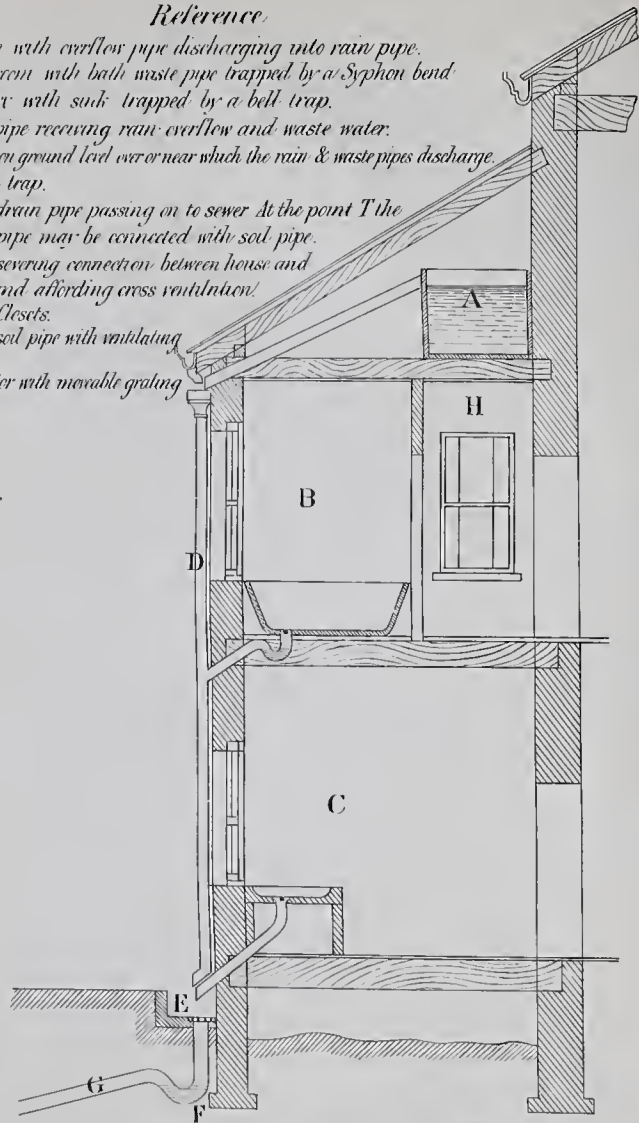 Reference
with overflow pipe discharging into rain pipe.
with bath waste pipe trapped by a Syphon bend
with sink trapped by a bell trap.
pipe receiving rain overflow and waste water.
ground level over or near which the rain & waste pipes discharge.
trap.
drain pipe passing on to sewer At the point T the
pipe may be connected with soil pipe.
severing connection between house and
and affording cross ventilation.
Closets.
soil pipe with ventilating
with moveable grating
A
H
B
D
C
E
G
F